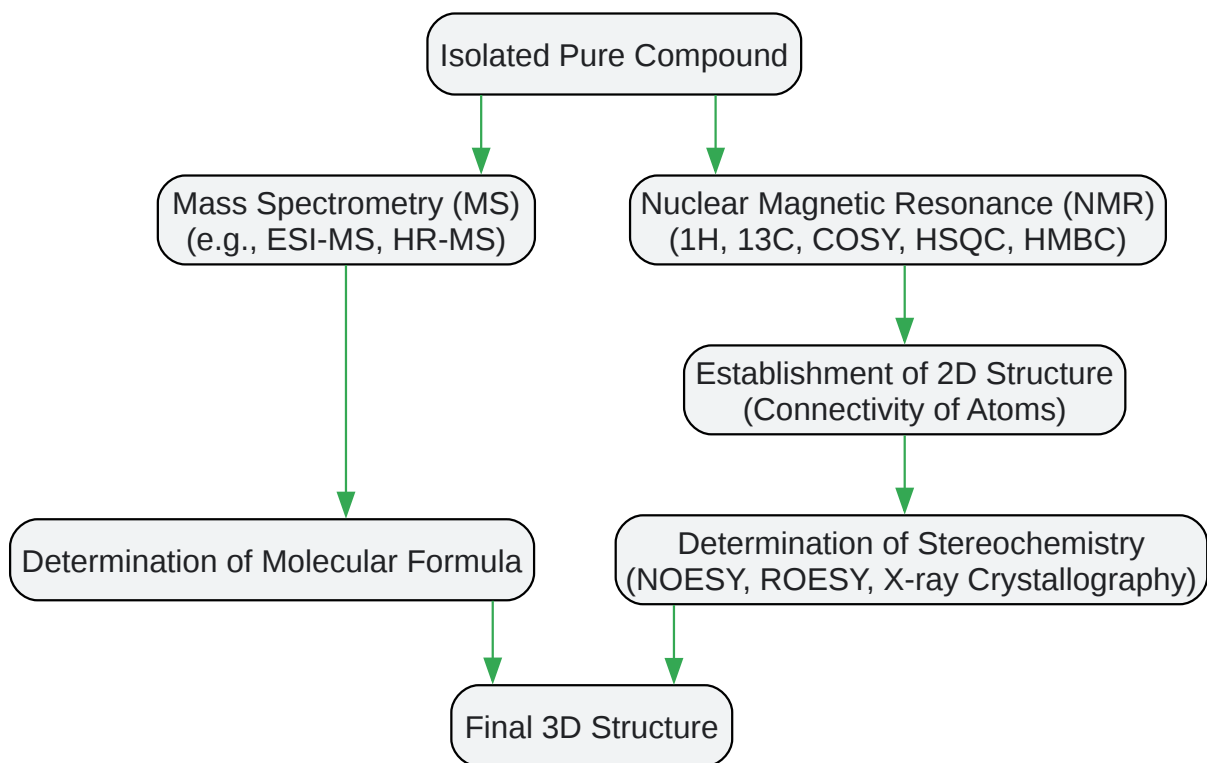 Isolated Pure Compound
Mass Spectrometry (MS)
(e.g., ESI-MS, HR-MS)
Nuclear Magnetic Resonance (NMR)
(1H, 13C, COSY, HSQC, HMBC)
Establishment of 2D Structure
(Connectivity of Atoms)
Determination of Molecular Formula
Determination of Stereochemistry
(NOESY, ROESY, X-ray Crystallography)
Final 3D Structure